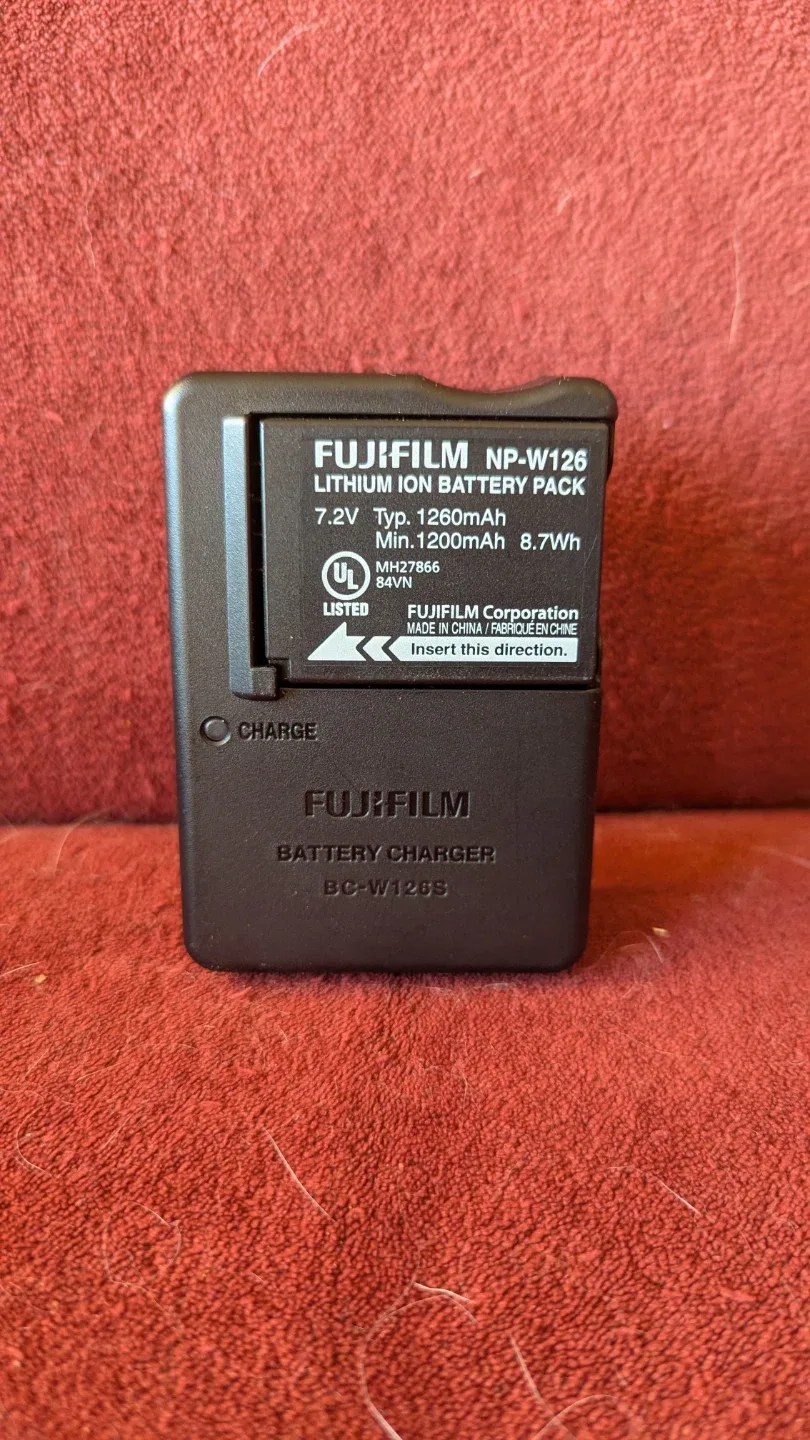 FUJIFILM NP-W126
LITHIUM ION BATTERY PACK
7.2V Typ. 1260mAh
Min.1200mAh 8.7Wh
UL
LISTED
MH27866
84VN
FUJIFILM Corporation
MADE IN CHINA / FABRIQUÉ EN CHINE
Insert this direction.
CHARGE
FUJIFILM
BATTERY CHARGER
BC-W126S